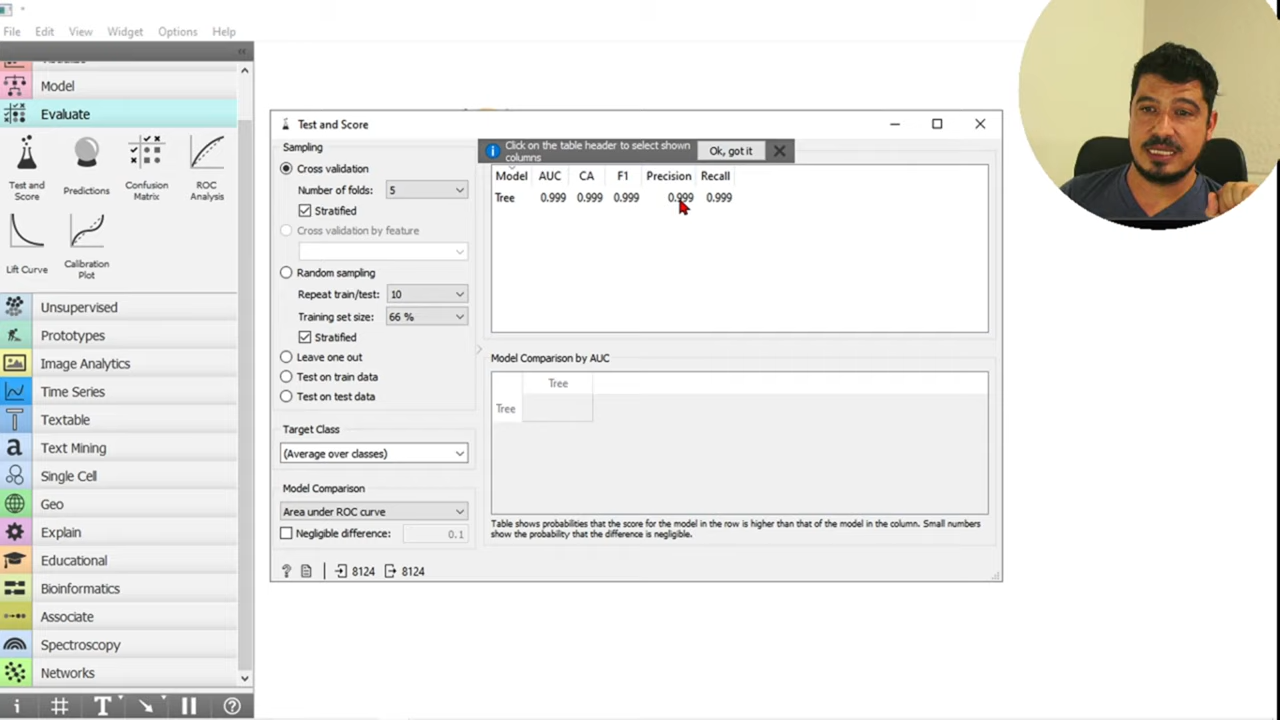 File Edit View Widget Options Help
Model
Evaluate
Test and Score
Predictions
Confusion Matrix
ROC Analysis
Lift Curve
Calibration Plot
Unsupervised
Prototypes
Image Analytics
Time Series
Textable
Text Mining
Single Cell
Geo
Explain
Educational
Bioinformatics
Associate
Spectroscopy
Networks
Test and Score
Sampling
Cross validation
Number of folds: 5
Stratified
Cross validation by feature
Random sampling
Repeat train/test: 10
Training set size: 66 %
Stratified
Leave one out
Test on train data
Test on test data
Target Class
(Average over classes)
Model Comparison
Area under ROC curve
Negligible difference: 0.1
? 8124 8124
Click on the table header to select shown
columns
Ok, got it
Model AUC CA F1 Precision Recall
Tree 0.999 0.999 0.999 0.999 0.999
Model Comparison by AUC
Tree
Tree
Table shows probabilities that the score for the model in the row is higher than that of the model in the column. Small numbers
show the probability that the difference is negligible.